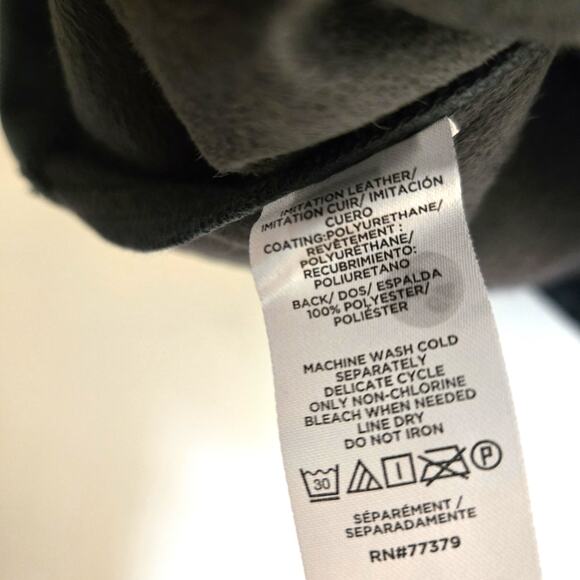 IMITATION LEATHER/
IMITATION CUIR/ IMITACIÓN
CUERO
COATING:POLYURETHANE/
REVÊTEMENT:
POLYURÉTHANE/
RECUBRIMIENTO:
POLIURETANO
BACK/ DOS/ ESPALDA
100% POLYESTER/
POLIÉSTER
MACHINE WASH COLD
SEPARATELY
DELICATE CYCLE
ONLY NON-CHLORINE
BLEACH WHEN NEEDED
LINE DRY
DO NOT IRON
30
P
SÉPARÉMENT /
SEPARADAMENTE
RN#77379